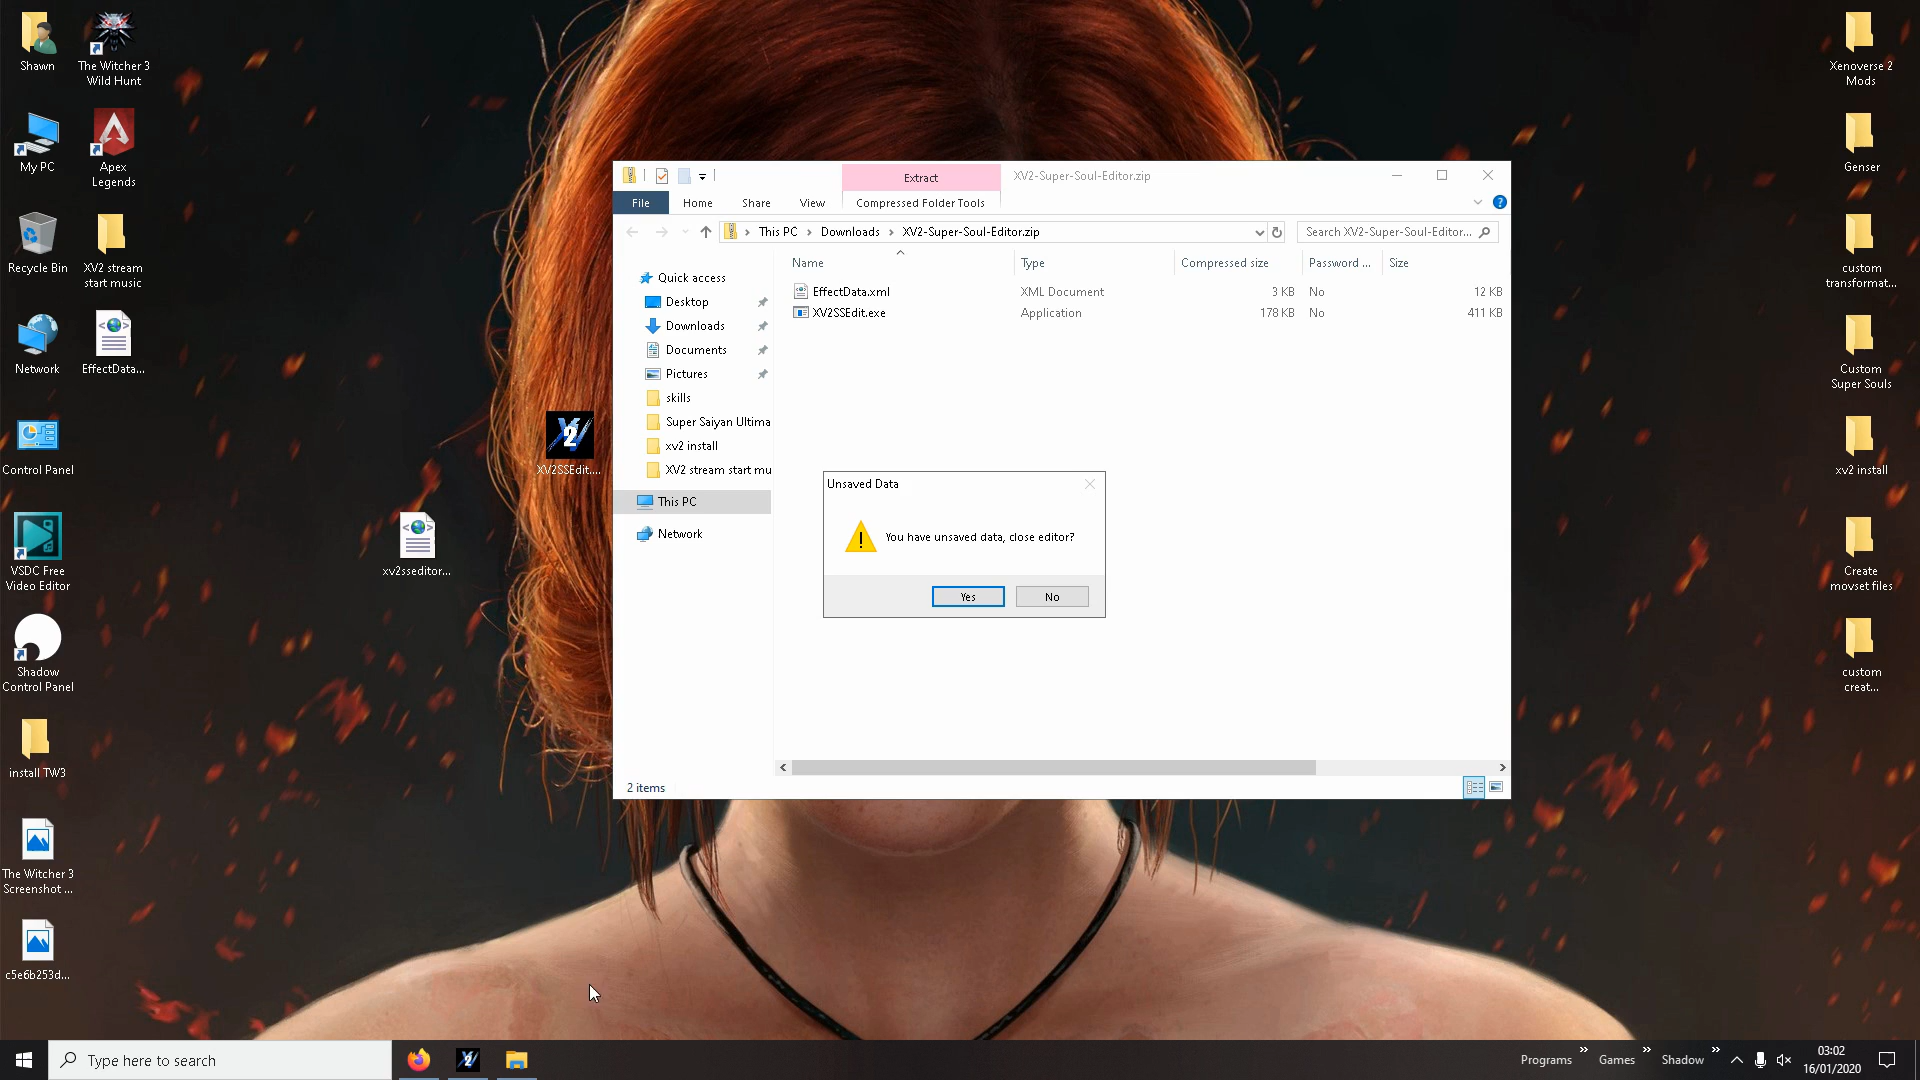 Shawn
The Witcher 3
Wild Hunt
My PC
Apex
Legends
Recycle Bin
XV2 stream
start music
Network
EffectData...
Control Panel
VSDC Free
Video Editor
Shadow
Control Panel
install TW3
The Witcher 3
Screenshot ...
c5e6b253d...
XV2SSEdit....
xv2sseditor...
Extract
XV2-Super-Soul-Editor.zip
File
Home
Share
View
Compressed Folder Tools
This PC
Downloads
XV2-Super-Soul-Editor.zip
Search XV2-Super-Soul-Editor...
Name
Type
Compressed size
Password ...
Size
EffectData.xml
XML Document
3 KB
No
12 KB
XV2SSEdit.exe
Application
178 KB
No
411 KB
Quick access
Desktop
Downloads
Documents
Pictures
skills
Super Saiyan Ultima
xv2 install
XV2 stream start mu
This PC
Network
Unsaved Data
You have unsaved data, close editor?
Yes
No
2 items
Xenoverse 2
Mods
Genser
custom
transformat...
Custom
Super Souls
xv2 install
Create
movset files
custom
creat...
Type here to search
Programs
Games
Shadow
03:02
16/01/2020